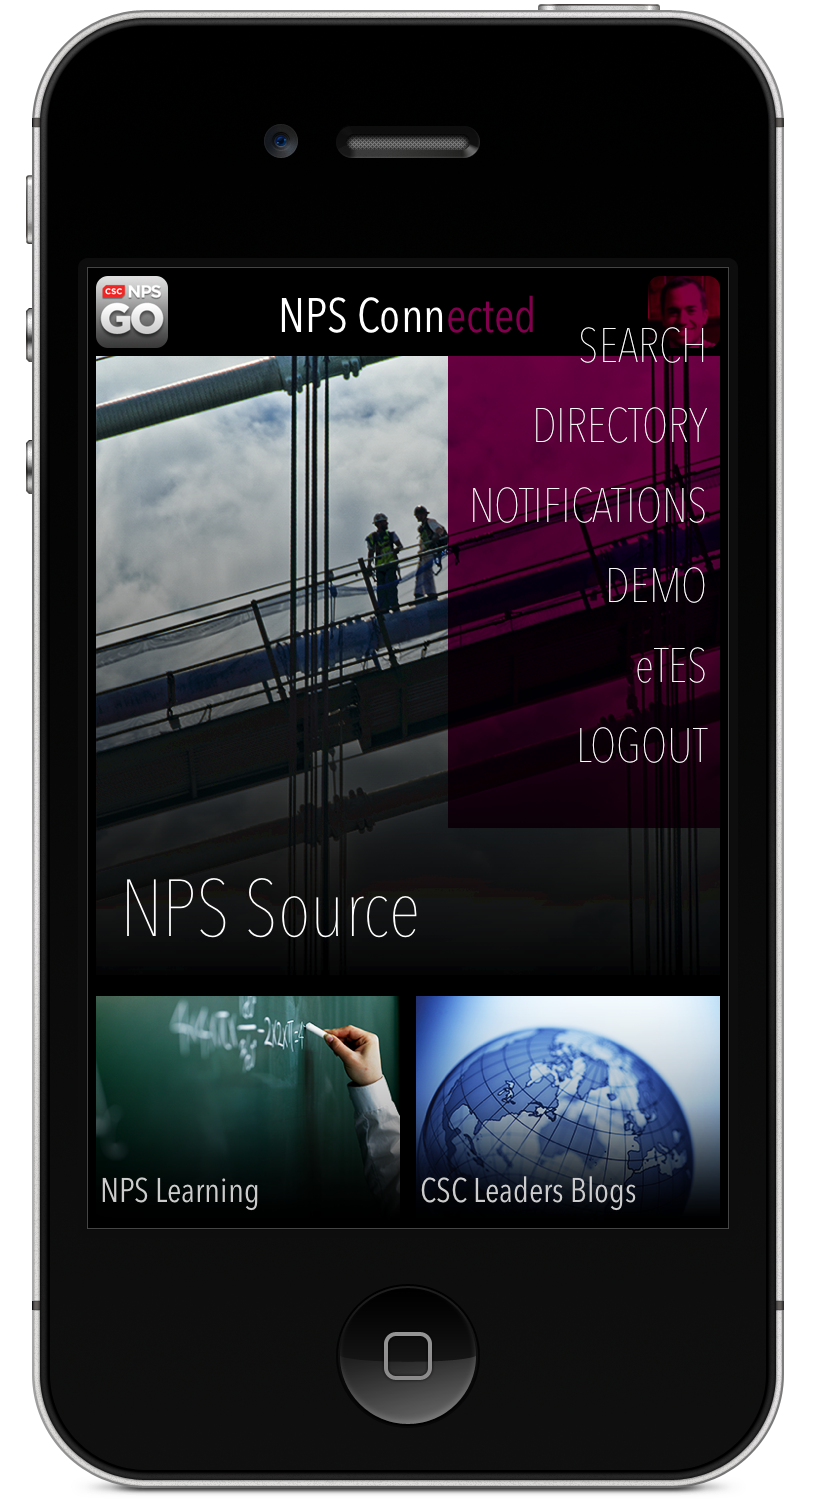 CSC NPS
GO
NPS Connected
SEARCH
DIRECTORY
NOTIFICATIONS
DEMO
eTES
LOGOUT
NPS Source
NPS Learning
CSC Leaders Blogs